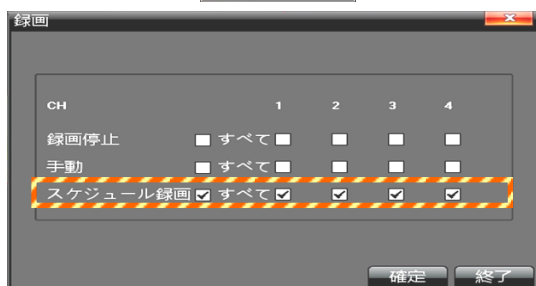 録画
CH 1 2 3 4
録画停止 すべて
手動 すべて
スケジュール録画 すべて
確定 終了